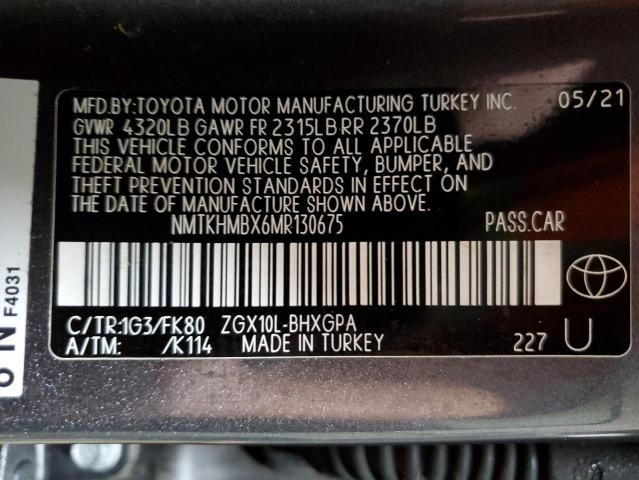 MFD.BY:TOYOTA MOTOR MANUFACTURING TURKEY INC. 05/21
GVWR 4320LB GAWR FR 2315LB RR 2370LB
THIS VEHICLE CONFORMS TO ALL APPLICABLE
FEDERAL MOTOR VEHICLE SAFETY, BUMPER, AND
THEFT PREVENTION STANDARDS IN EFFECT ON
THE DATE OF MANUFACTURE SHOWN ABOVE.
NMTKHMBX6MR130675 PASS.CAR
C/TR:1G3/FK80 ZGX10L-BHXGPA
A/TM: /K114 MADE IN TURKEY 227 U
F4031